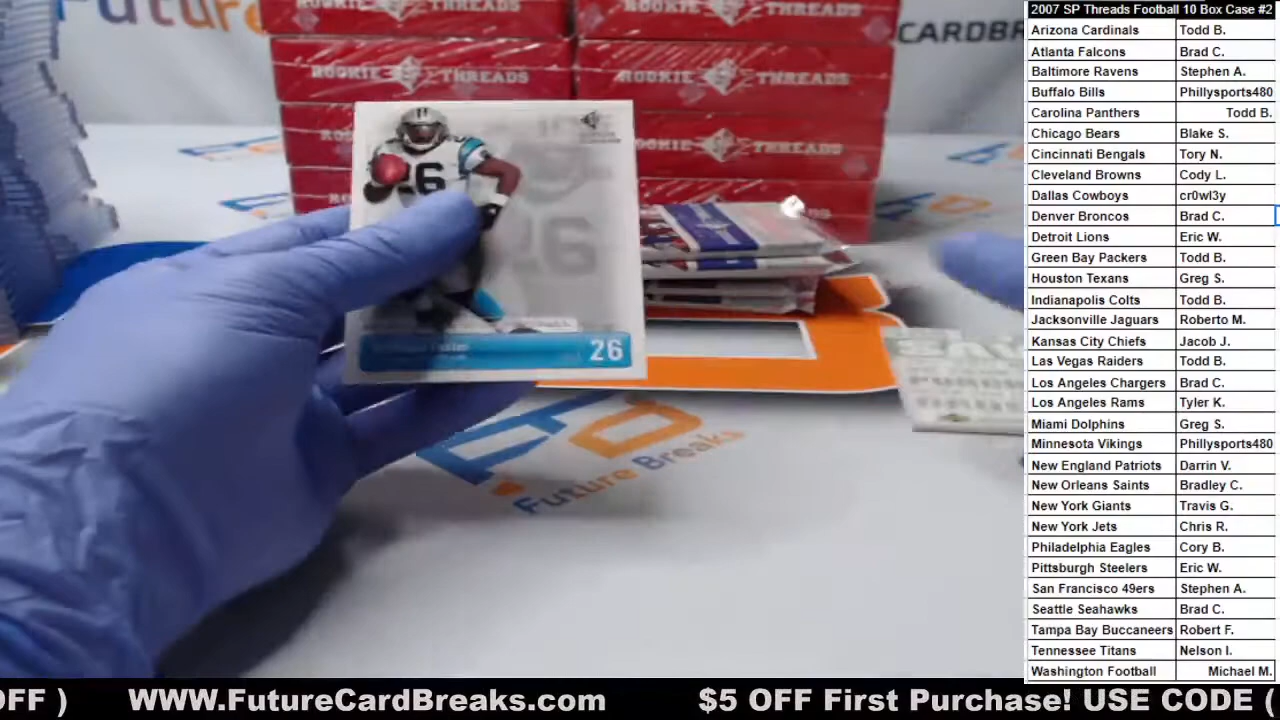 2007 SP Threads Football 10 Box Case #2
Arizona Cardinals Todd B.
Atlanta Falcons Brad C.
Baltimore Ravens Stephen A.
Buffalo Bills Phillysports480
Carolina Panthers Todd B.
Chicago Bears Blake S.
Cincinnati Bengals Tory N.
Cleveland Browns Cody L.
Dallas Cowboys cr0wl3y
Denver Broncos Brad C.
Detroit Lions Eric W.
Green Bay Packers Todd B.
Houston Texans Greg S.
Indianapolis Colts Todd B.
Jacksonville Jaguars Roberto M.
Kansas City Chiefs Jacob J.
Las Vegas Raiders Todd B.
Los Angeles Chargers Brad C.
Los Angeles Rams Tyler K.
Miami Dolphins Greg S.
Minnesota Vikings Phillysports480
New England Patriots Darrin V.
New Orleans Saints Bradley C.
New York Giants Travis G.
New York Jets Chris R.
Philadelphia Eagles Cory B.
Pittsburgh Steelers Eric W.
San Francisco 49ers Stephen A.
Seattle Seahawks Brad C.
Tampa Bay Buccaneers Robert F.
Tennessee Titans Nelson I.
Washington Football Michael M.
CARDBR
ROOKIE THREADS
ROOKIE THREADS
ROOKIE THREADS
26
26
26
Future Breaks
OFF ) WWW.FutureCardBreaks.com $5 OFF First Purchase! USE CODE (